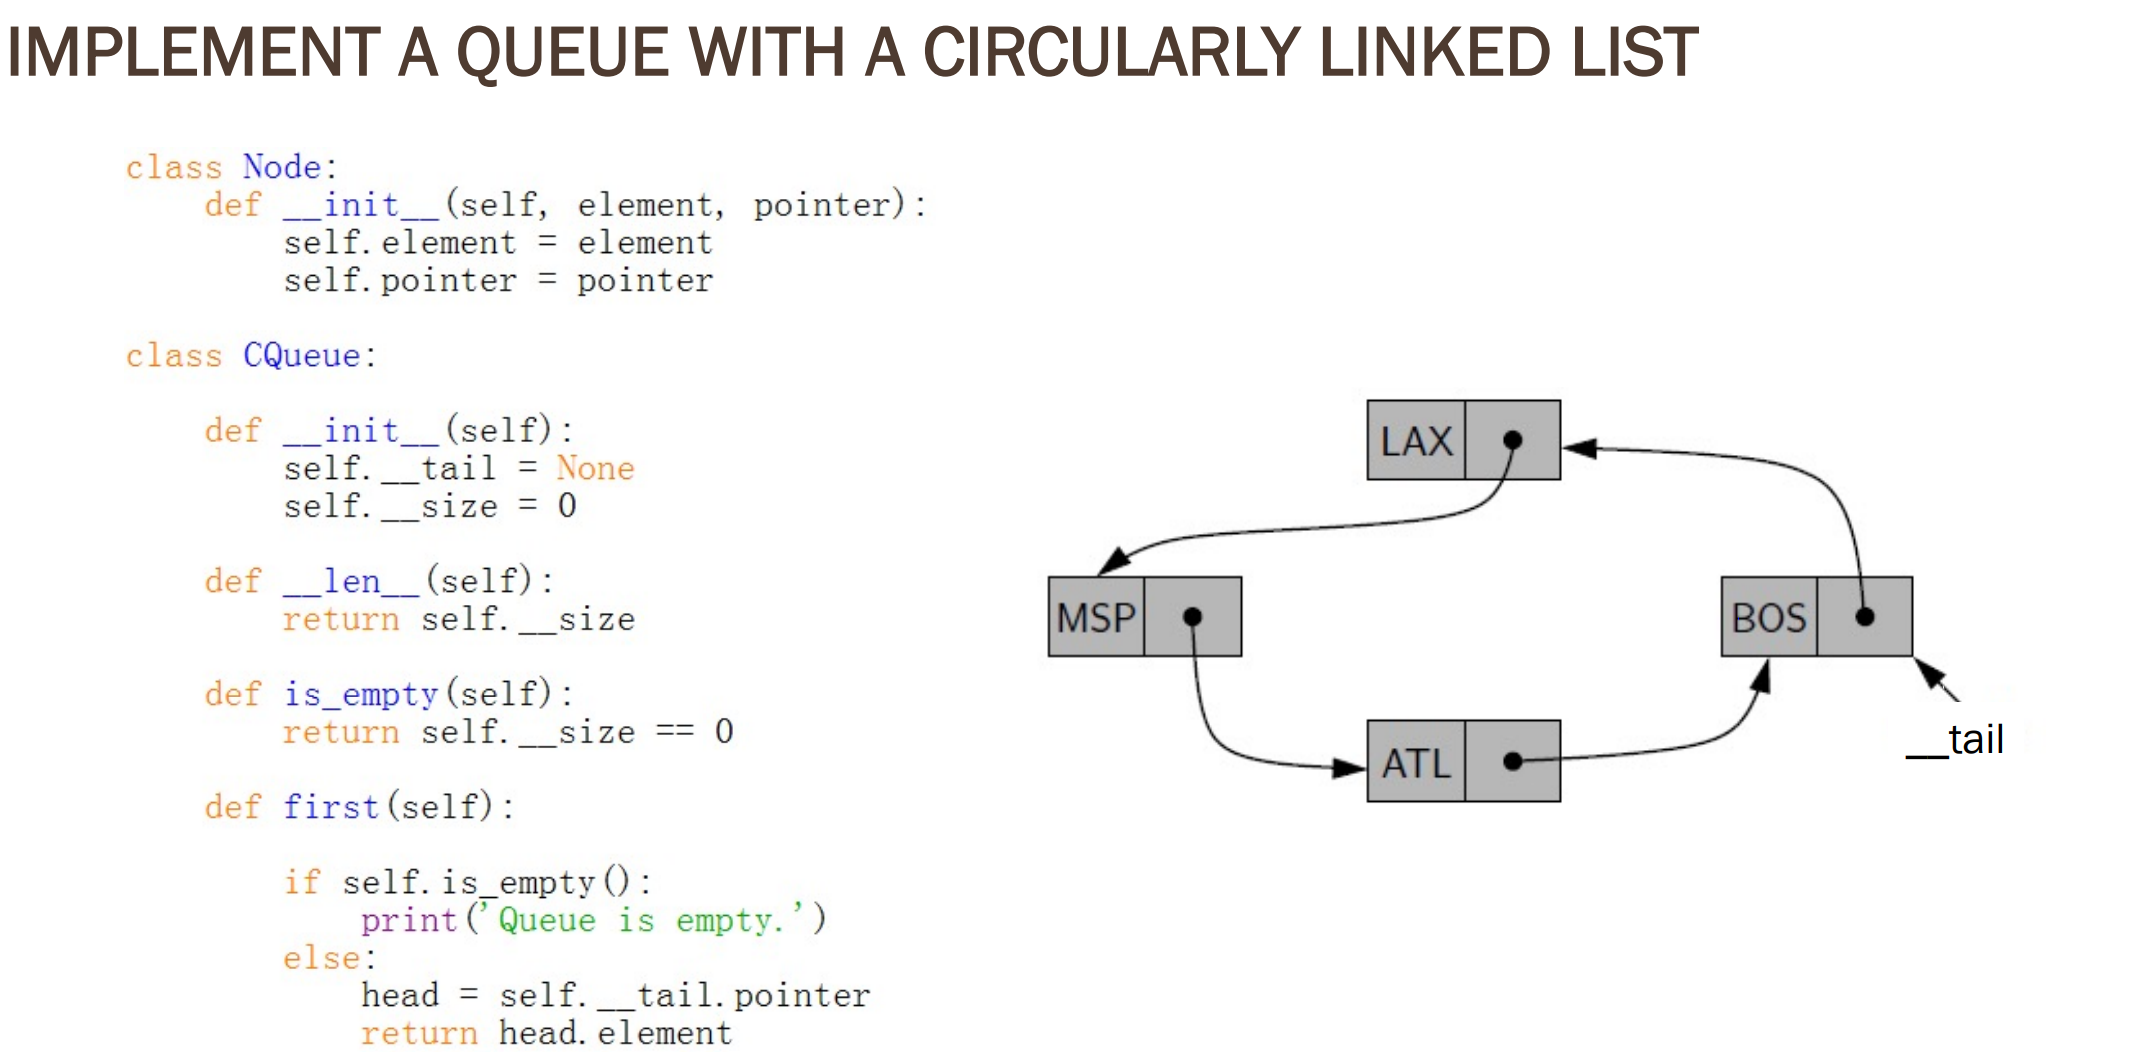 IMPLEMENT A QUEUE WITH A CIRCULARLY LINKED LIST
class Node:
    def __init__(self, element, pointer):
        self.element = element
        self.pointer = pointer
class CQueue:
    def __init__(self):
        self.__tail = None
        self.__size = 0
    def __len__(self):
        return self.__size
    def is_empty(self):
        return self.__size == 0
    def first(self):
        if self.is_empty():
            print('Queue is empty.')
        else:
            head = self.__tail.pointer
            return head.element
LAX
MSP
BOS
ATL
__tail